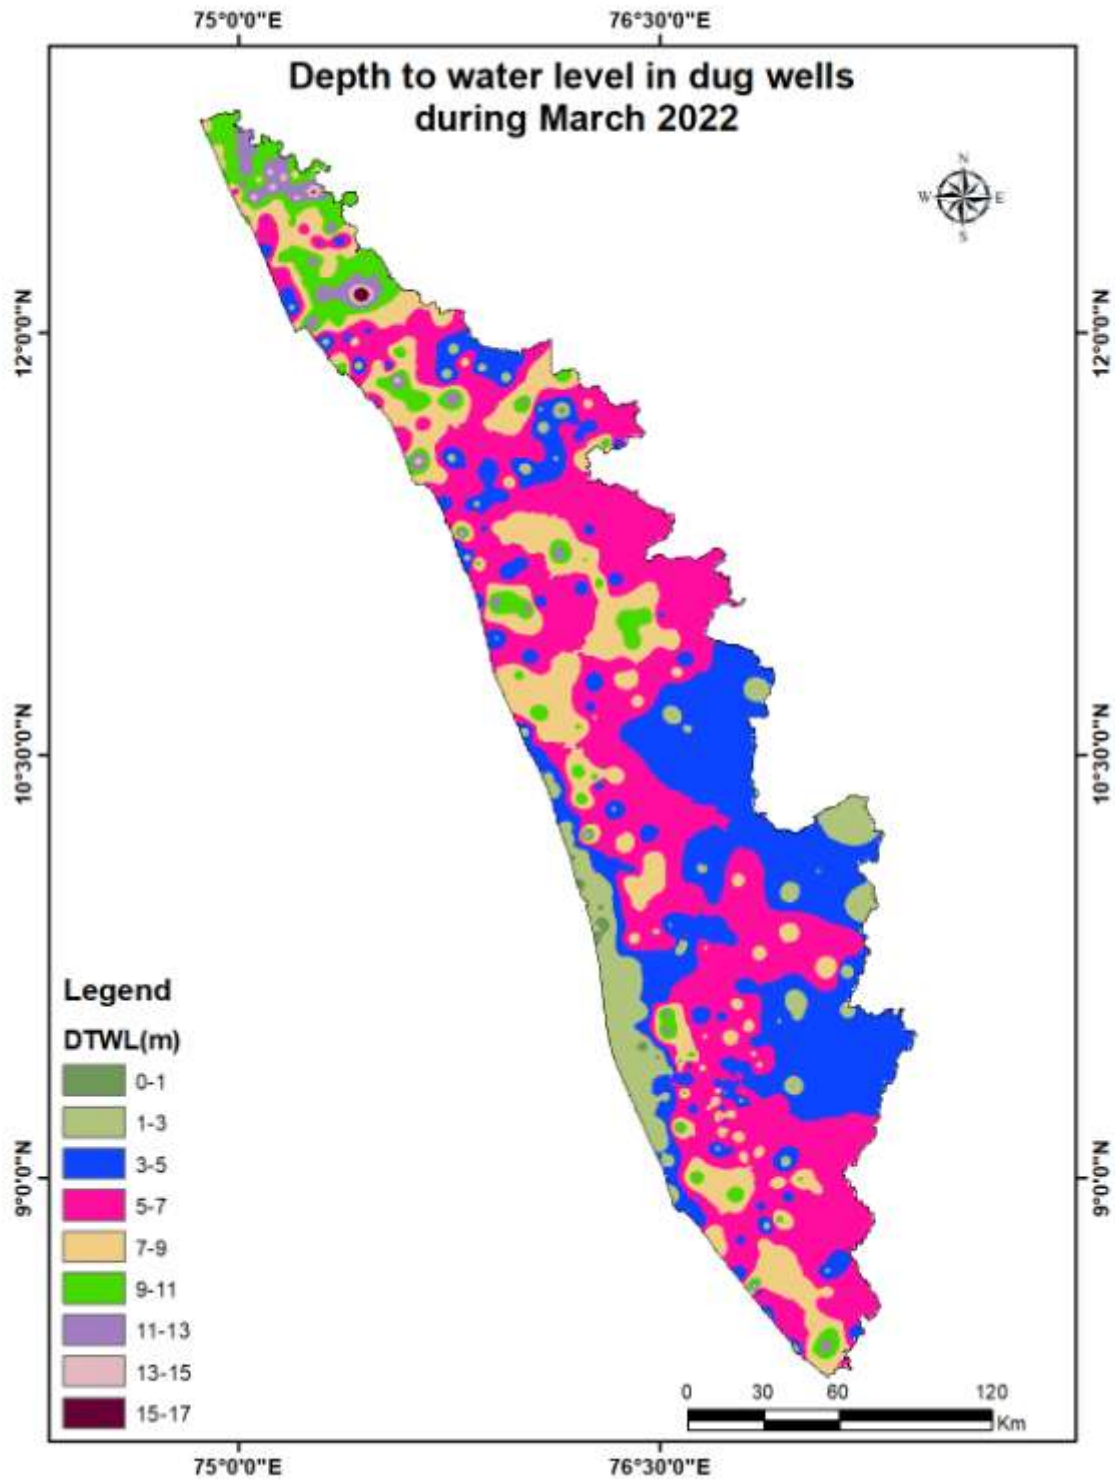 75°0'0"E
76°30'0"E
Depth to water level in dug wells
during March 2022
N
W
E
S
12°0'0"N
12°0'0"N
10°30'0"N
10°30'0"N
Legend
DTWL(m)
0-1
1-3
3-5
5-7
7-9
9-11
11-13
13-15
15-17
9°0'0"N
9°0'0"N
0 30 60 120
Km
75°0'0"E
76°30'0"E